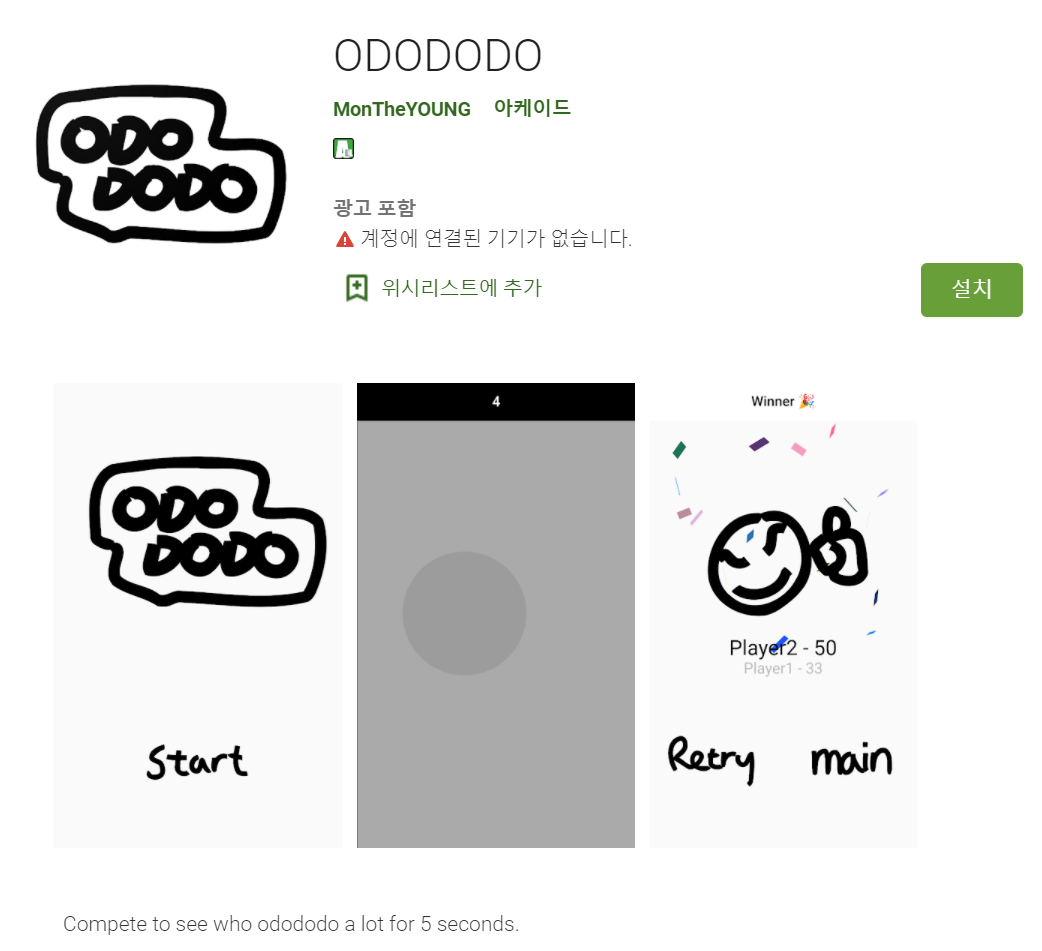 ODODODO
MonTheYOUNG 아케이드
광고 포함
계정에 연결된 기기가 없습니다.
위시리스트에 추가
설치
ODO
DODO
ODO
DODO
Start
4
Winner 🎉
Player2 - 50
Player1 - 33
Retry main
Compete to see who odododo a lot for 5 seconds.